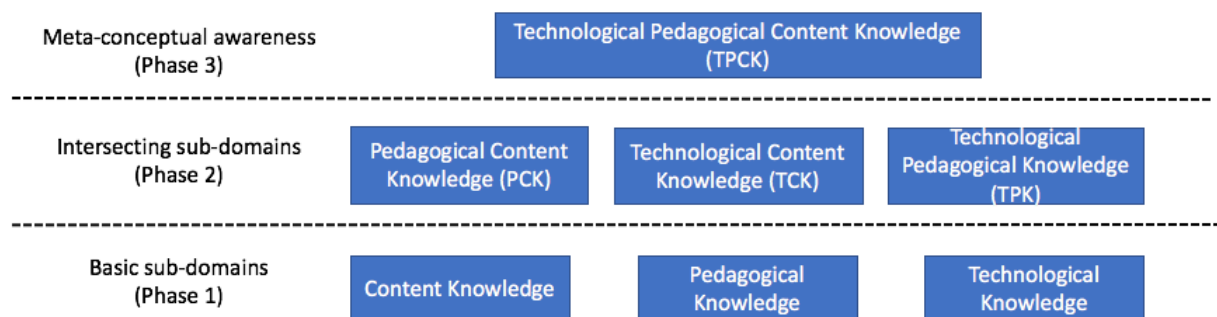 Meta-conceptual awareness
(Phase 3)
Technological Pedagogical Content Knowledge
(TPCK)
Intersecting sub-domains
(Phase 2)
Pedagogical Content
Knowledge (PCK)
Technological Content
Knowledge (TCK)
Technological
Pedagogical Knowledge
(TPK)
Basic sub-domains
(Phase 1)
Content Knowledge
Pedagogical
Knowledge
Technological
Knowledge